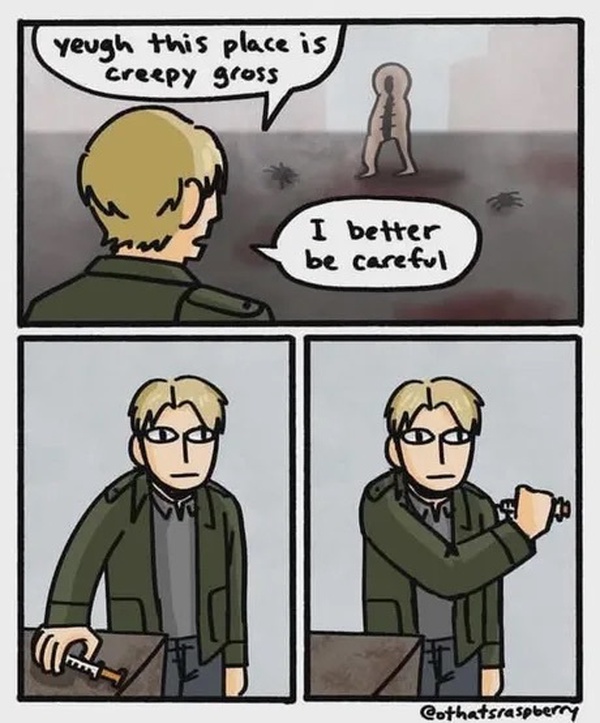 yeugh this place is
creepy gross
I better
be careful
@othatsraspberry